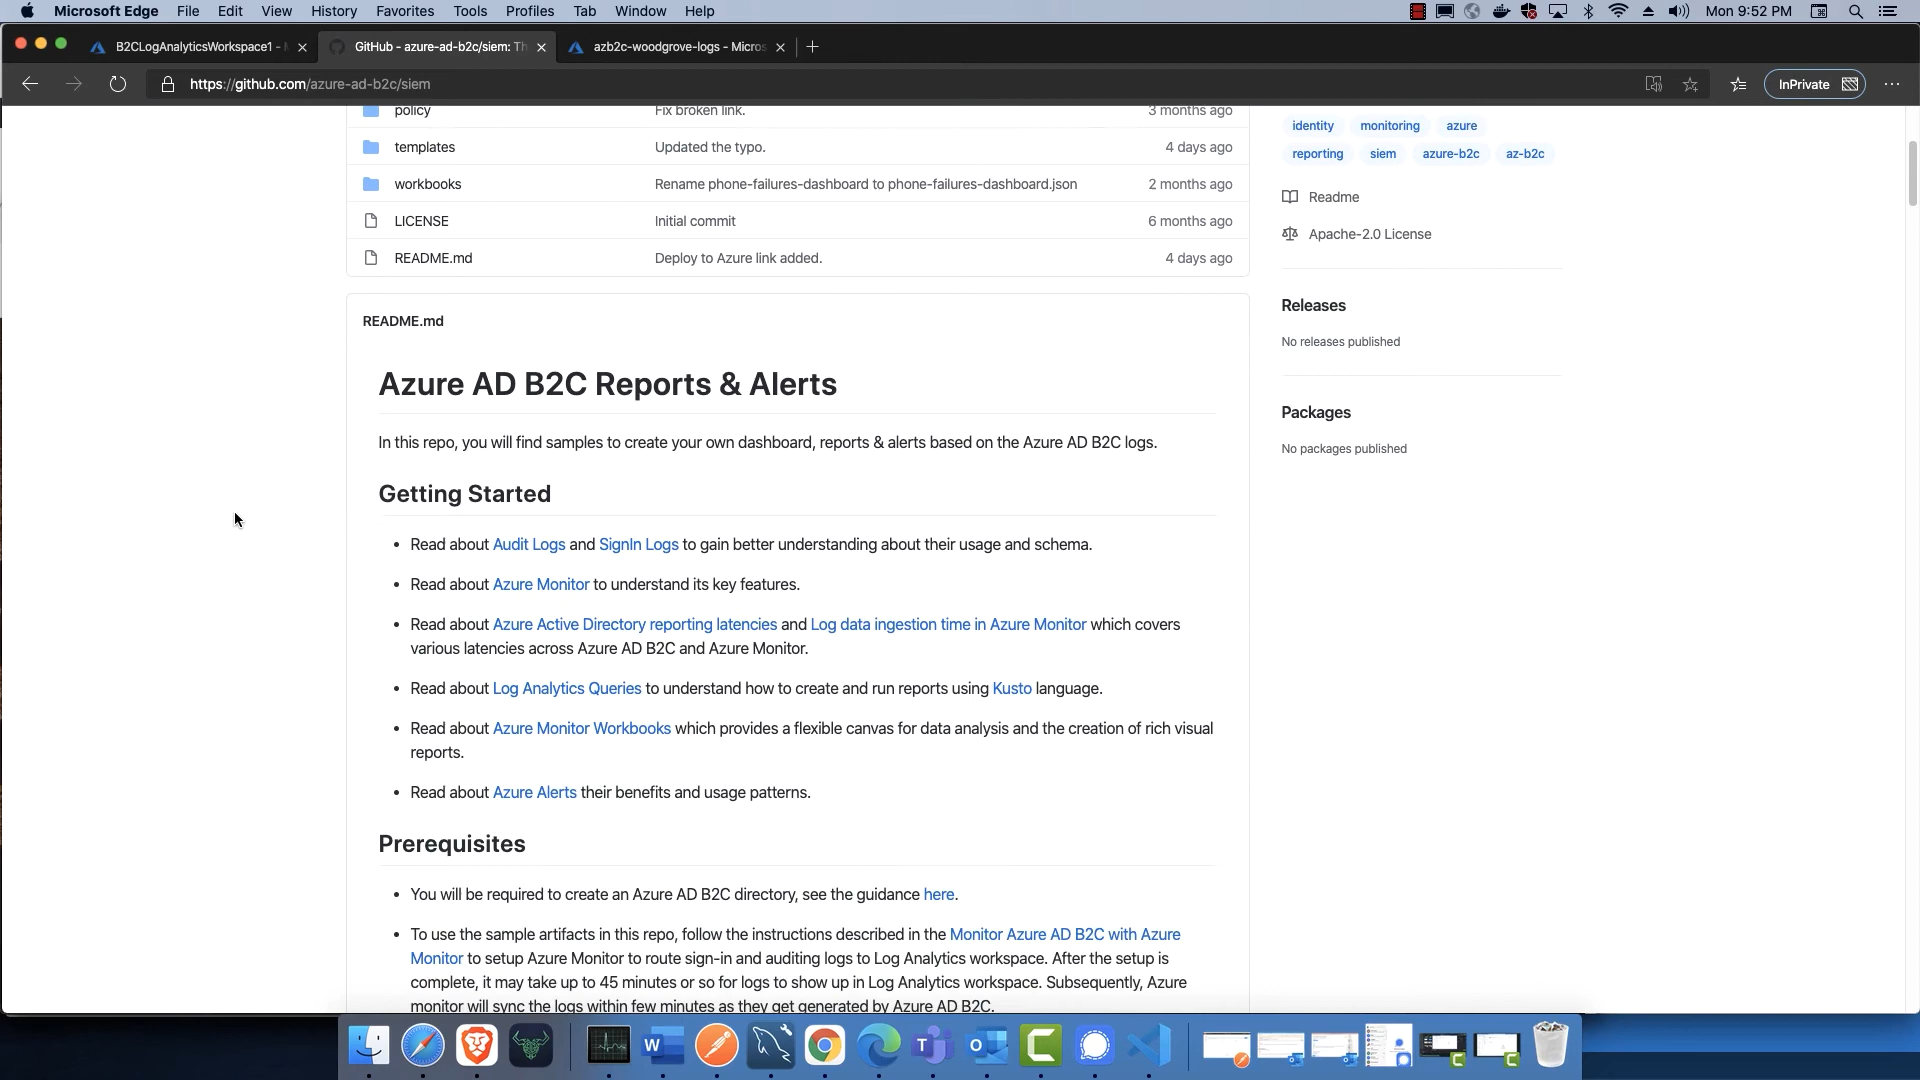 Microsoft Edge File Edit View History Favorites Tools Profiles Tab Window Help Mon 9:52 PM
B2CLogAnalyticsWorkspace1 - GitHub - azure-ad-b2c/siem: Th azb2c-woodgrove-logs - Micros
https://github.com/azure-ad-b2c/siem InPrivate
policy Fix broken link. 3 months ago
templates Updated the typo. 4 days ago
workbooks Rename phone-failures-dashboard to phone-failures-dashboard.json 2 months ago
LICENSE Initial commit 6 months ago
README.md Deploy to Azure link added. 4 days ago
identity monitoring azure
reporting siem azure-b2c az-b2c
Readme
Apache-2.0 License
Releases
No releases published
Packages
No packages published
README.md
Azure AD B2C Reports & Alerts
In this repo, you will find samples to create your own dashboard, reports & alerts based on the Azure AD B2C logs.
Getting Started
• Read about Audit Logs and SignIn Logs to gain better understanding about their usage and schema.
• Read about Azure Monitor to understand its key features.
• Read about Azure Active Directory reporting latencies and Log data ingestion time in Azure Monitor which covers
various latencies across Azure AD B2C and Azure Monitor.
• Read about Log Analytics Queries to understand how to create and run reports using Kusto language.
• Read about Azure Monitor Workbooks which provides a flexible canvas for data analysis and the creation of rich visual
reports.
• Read about Azure Alerts their benefits and usage patterns.
Prerequisites
• You will be required to create an Azure AD B2C directory, see the guidance here.
• To use the sample artifacts in this repo, follow the instructions described in the Monitor Azure AD B2C with Azure
Monitor to setup Azure Monitor to route sign-in and auditing logs to Log Analytics workspace. After the setup is
complete, it may take up to 45 minutes or so for logs to show up in Log Analytics workspace. Subsequently, Azure
monitor will sync the logs within few minutes as they get generated by Azure AD B2C.